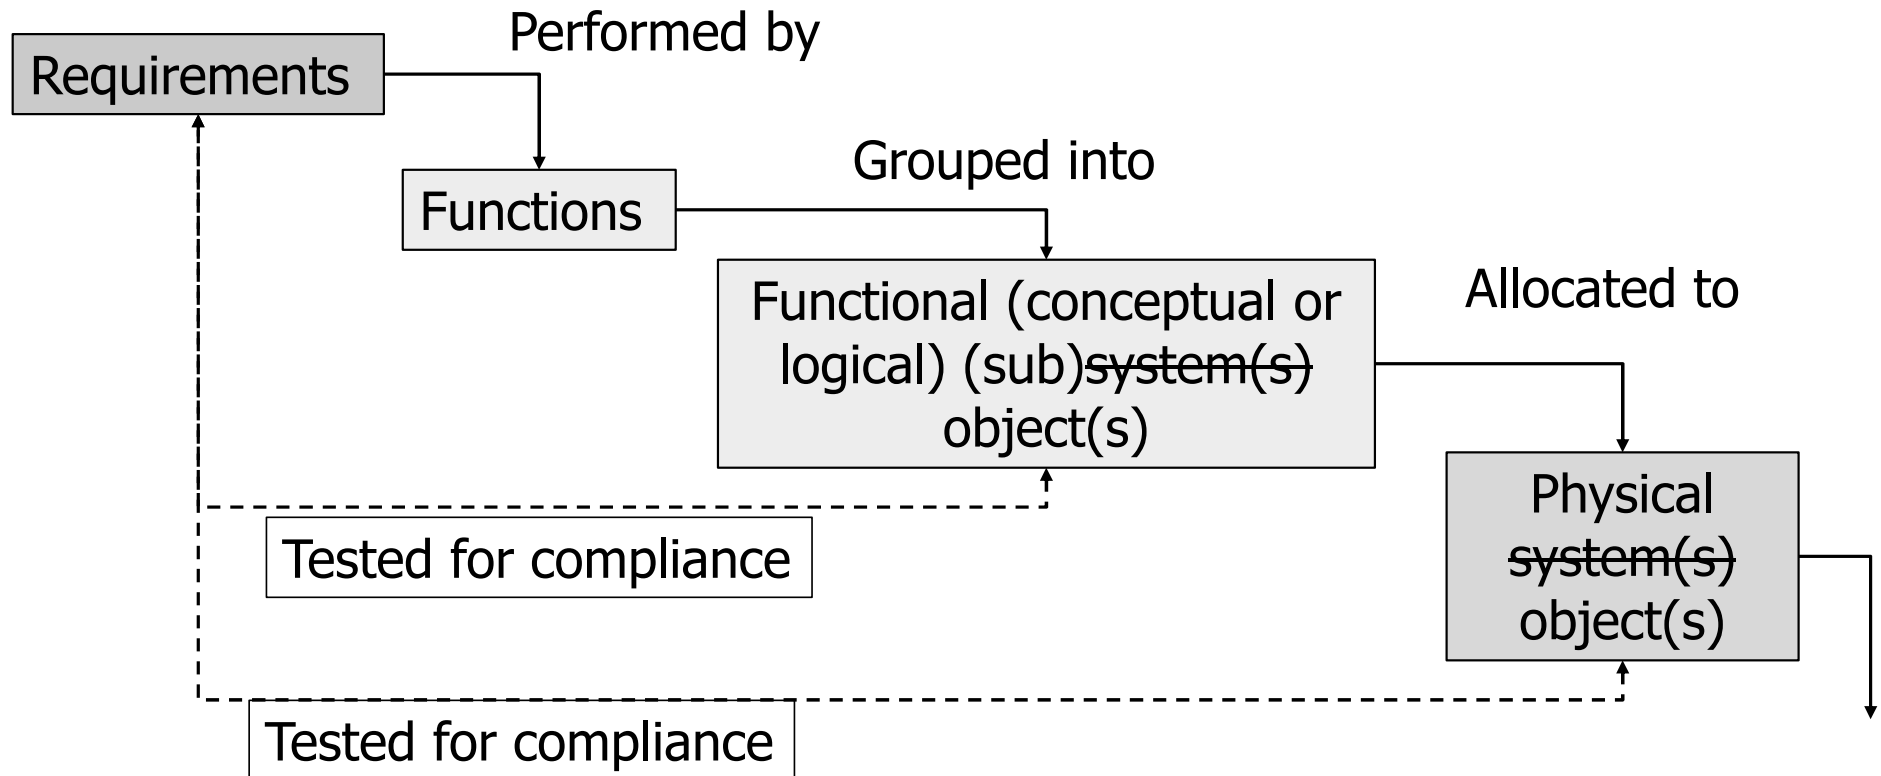 Performed by
Requirements
Grouped into
Functions
Allocated to
Functional (conceptual or
logical) (sub)system(s)
object(s)
Physical
system(s)
object(s)
Tested for compliance
Tested for compliance